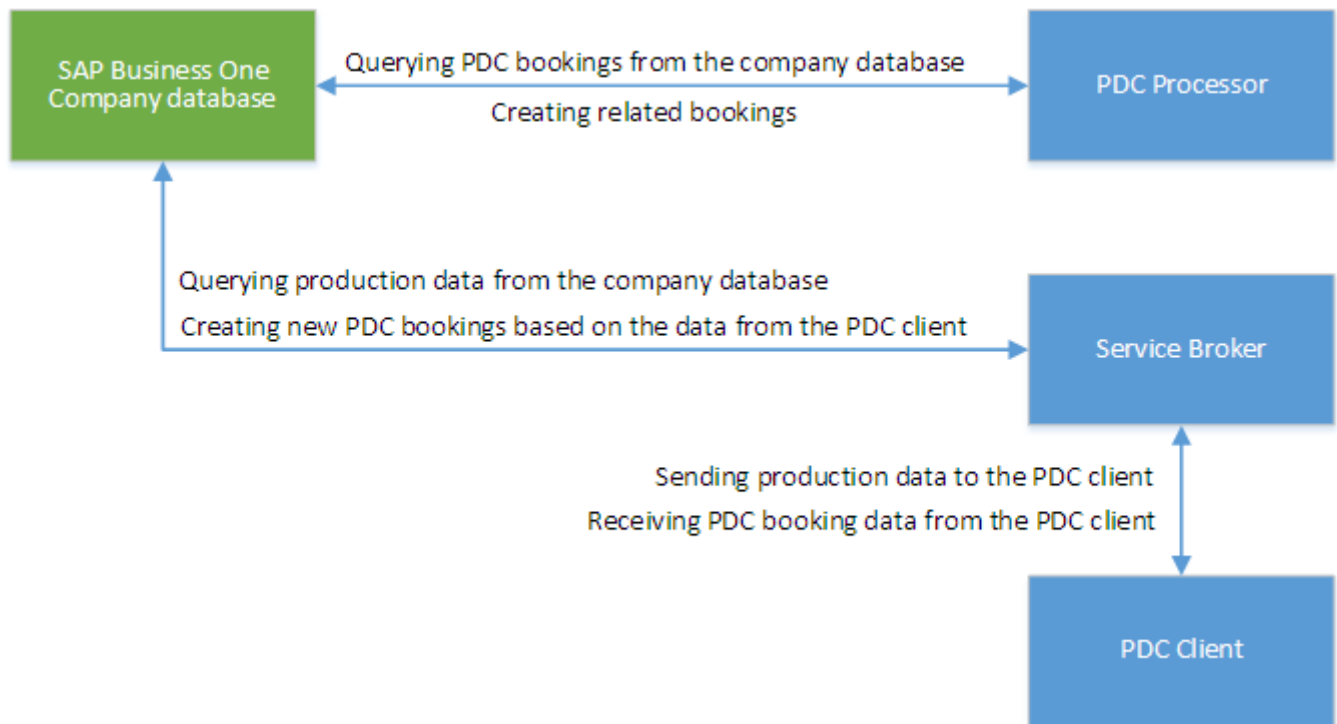 SAP Business One
Company database
Querying PDC bookings from the company database
Creating related bookings
PDC Processor
Querying production data from the company database
Creating new PDC bookings based on the data from the PDC client
Service Broker
Sending production data to the PDC client
Receiving PDC booking data from the PDC client
PDC Client